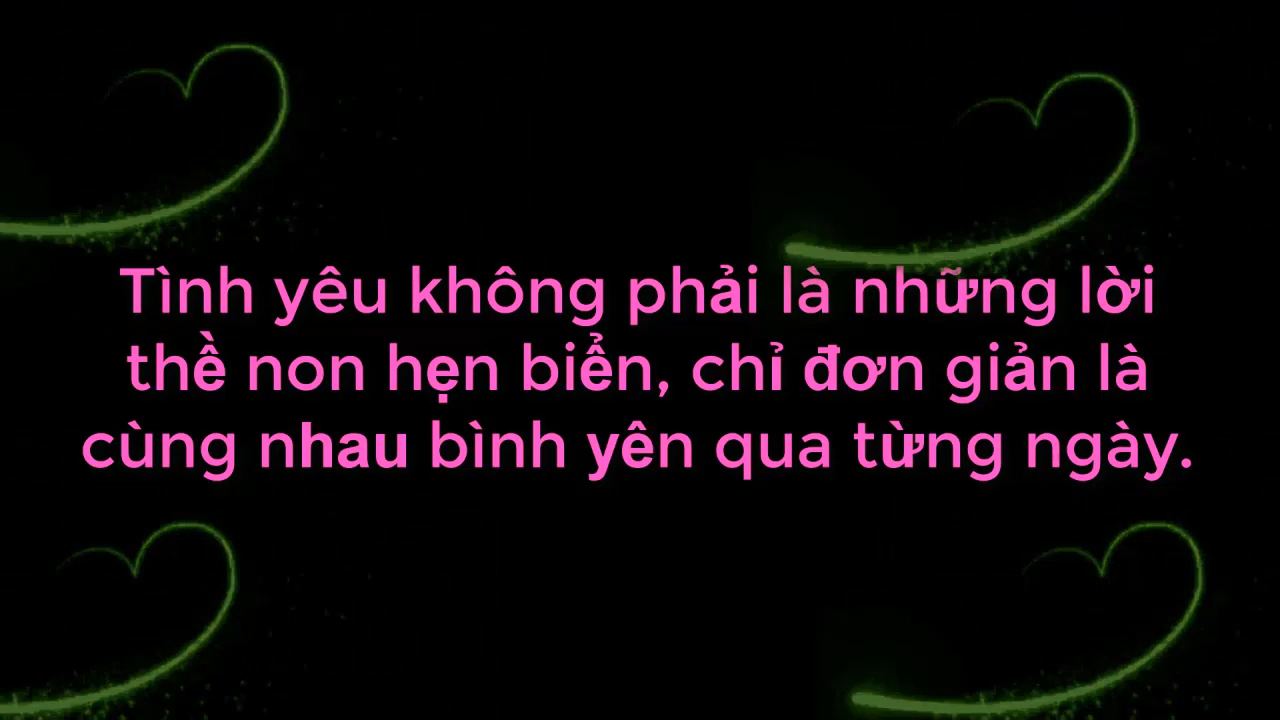 Tình yêu không phải là những lời
thề non hẹn biển, chỉ đơn giản là
cùng nhau bình yên qua từng ngày.